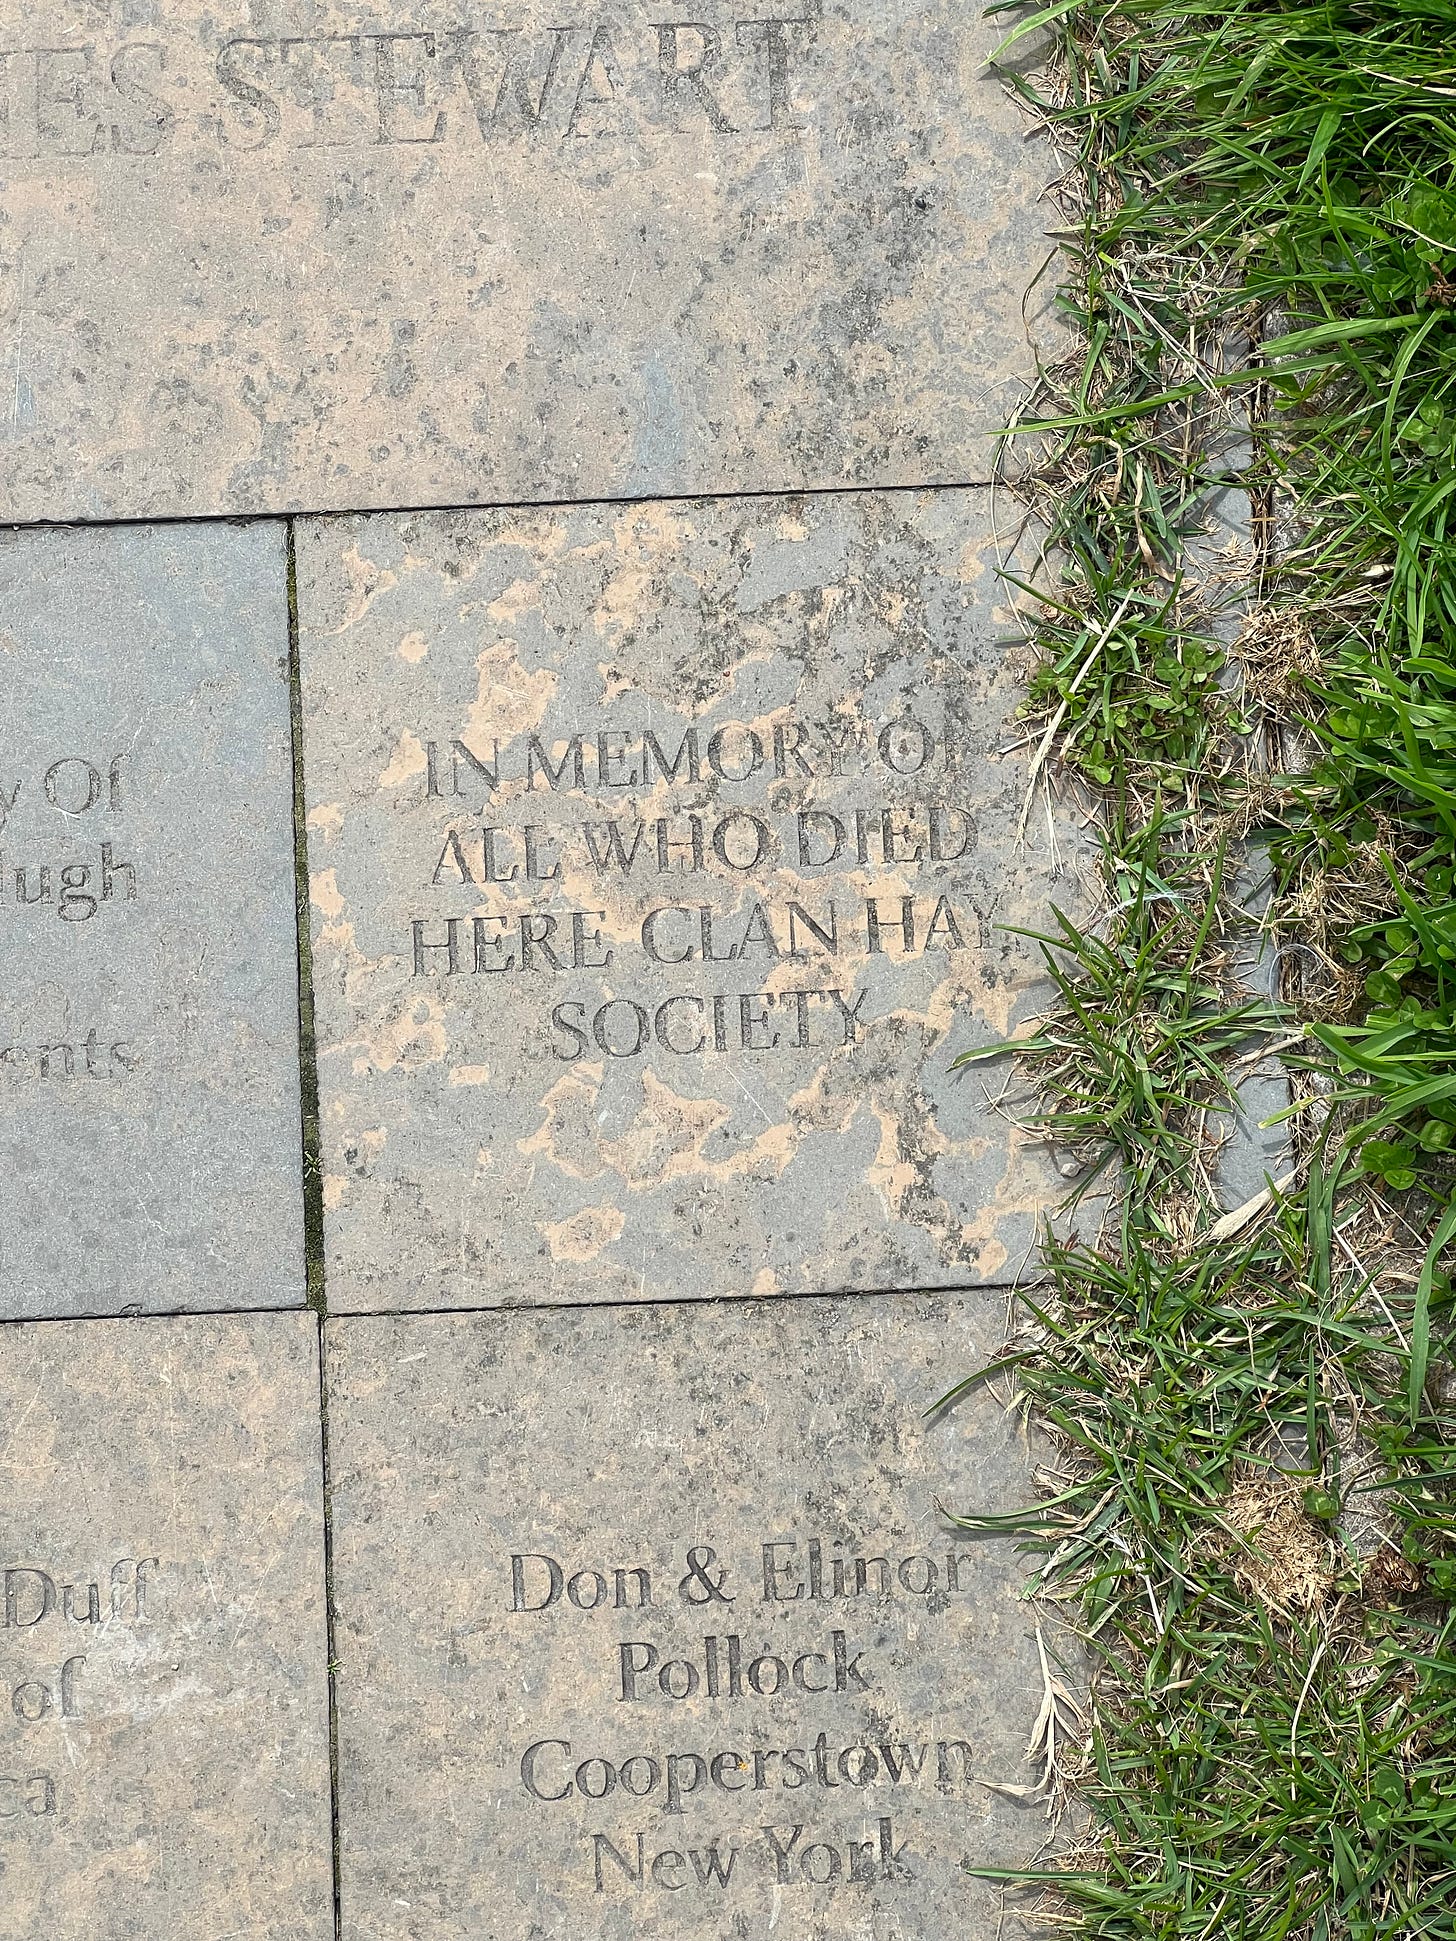 ES STEWART
y Of
lugh
ents
IN MEMORY OF
ALL WHO DIED
HERE CLAN HAY
SOCIETY
Duff
of
ca
Don & Elinor
Pollock
Cooperstown
New York